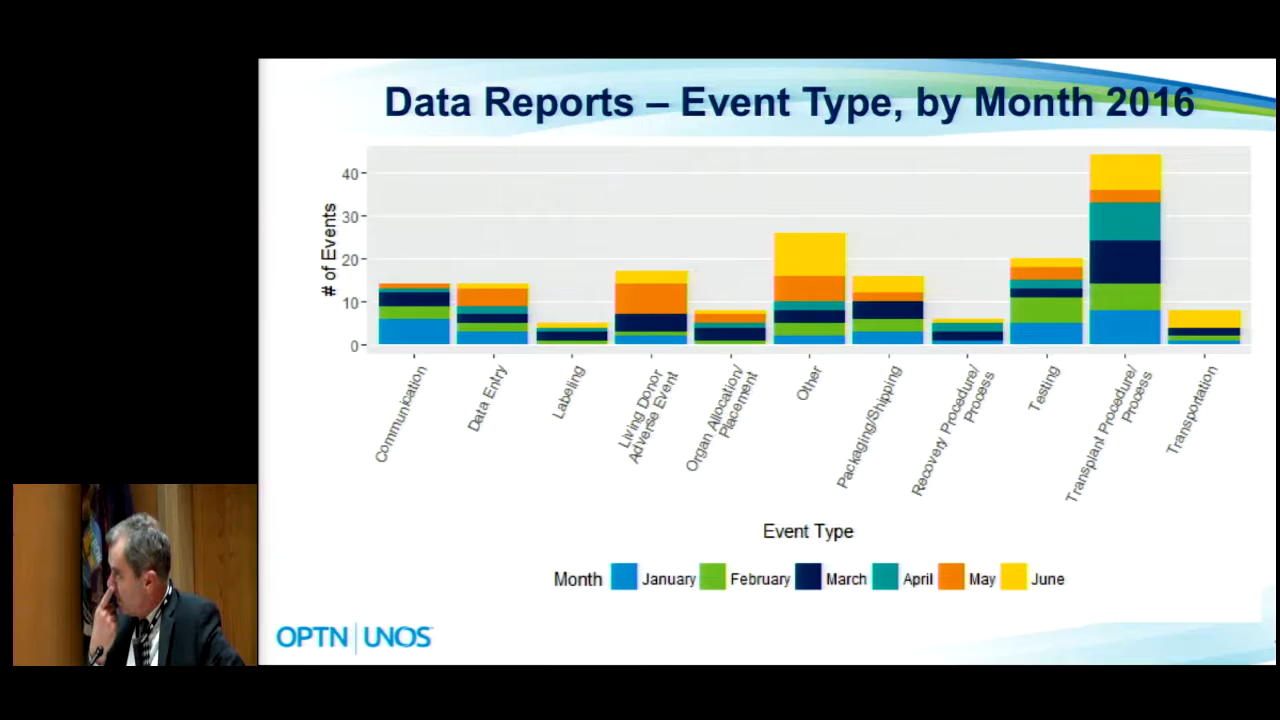 Data Reports – Event Type, by Month 2016
# of Events
40
30
20
10
0
Communication
Data Entry
Labeling
Living Donor
Adverse Event
Organ Allocation/
Placement
Other
Packaging/Shipping
Recovery Procedure/
Process
Testing
Transplant Procedure/
Process
Transportation
Event Type
Month January February March April May June
OPTN | UNOS